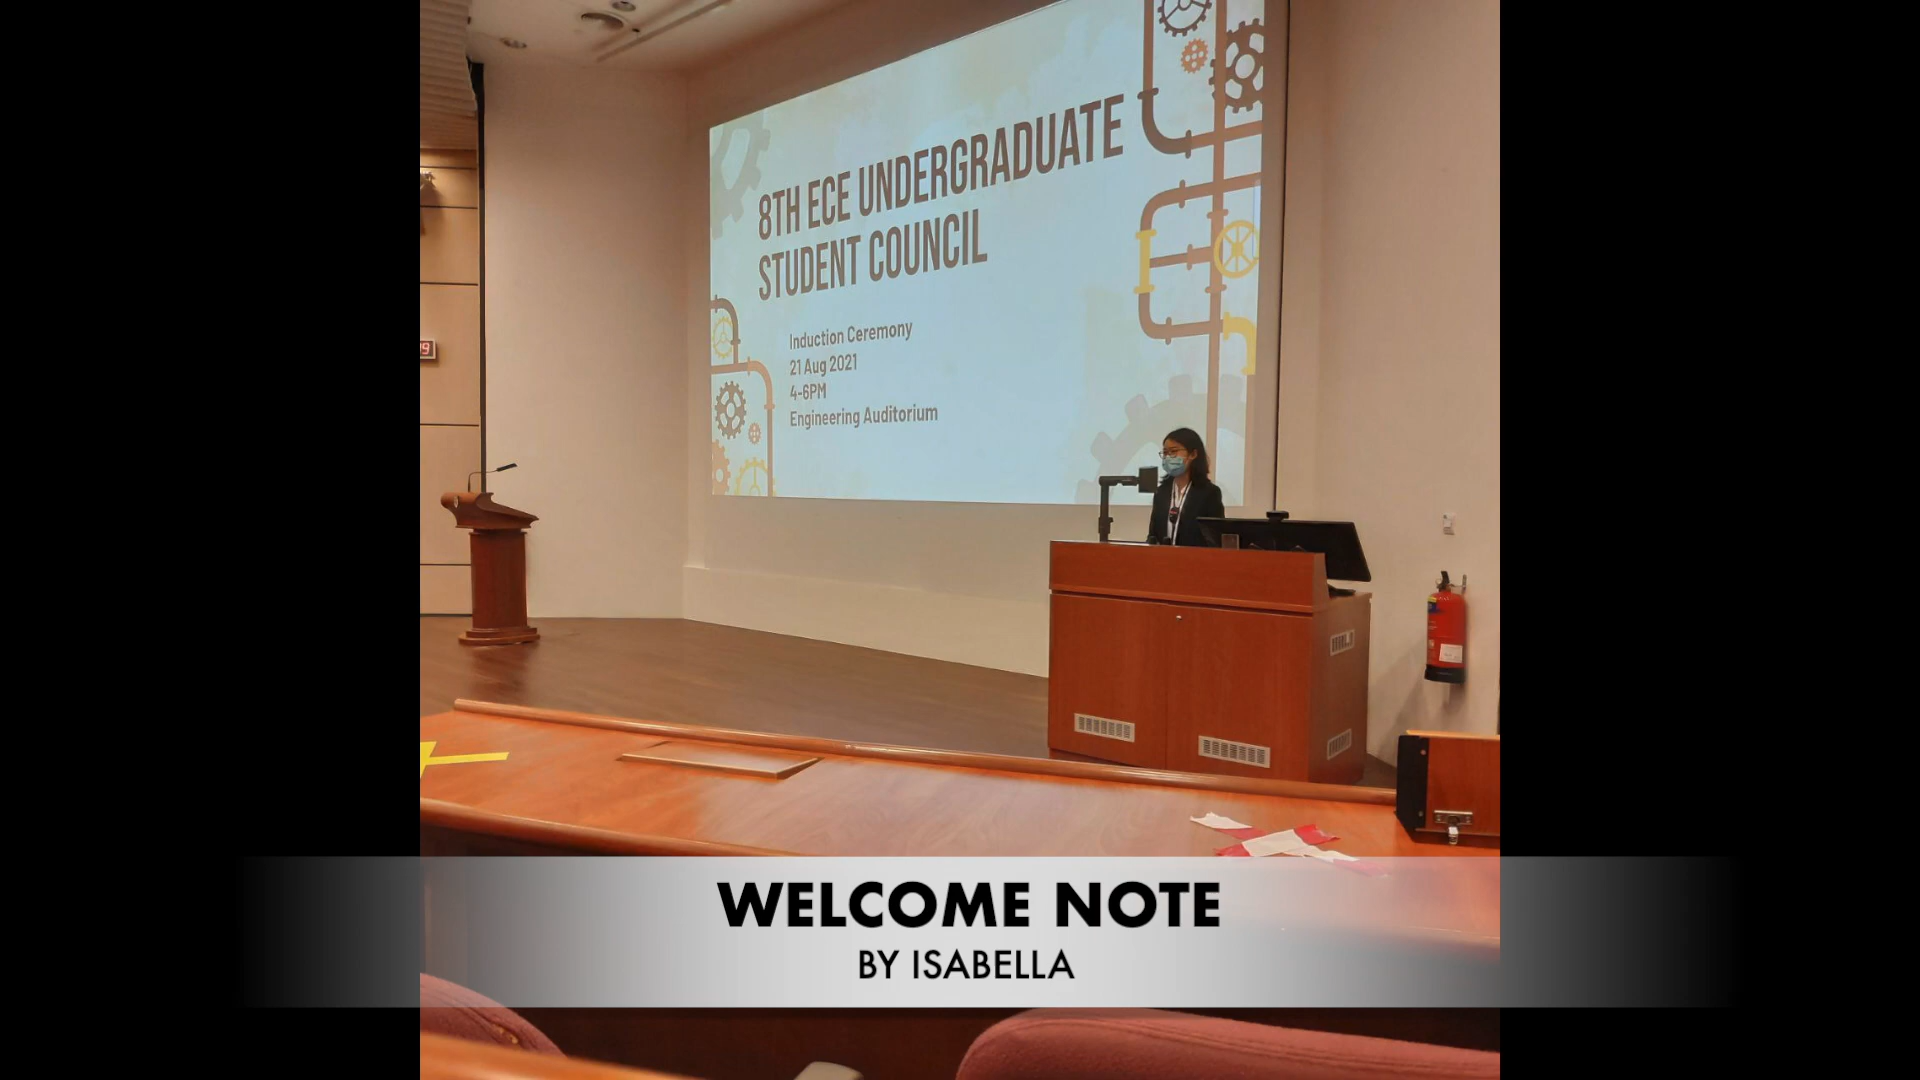 8TH ECE UNDERGRADUATE
STUDENT COUNCIL
Induction Ceremony
21 Aug 2021
4-6PM
Engineering Auditorium
WELCOME NOTE
BY ISABELLA